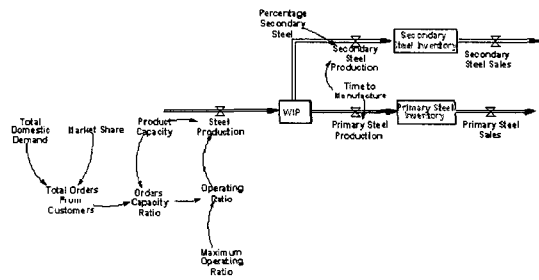 Percentage
Secondary
Steel
Secondary
Steel
Production
Secondary
Steel Inventory
Secondary
Steel Sales
Time to
Manufacture
Total
Domestic
Demand
Market Share
Product
Capacity
Steel
Production
WIP
Primary Steel
Production
Primary Steel
Inventory
Primary Steel
Sales
Total Orders
From
Customers
Orders
Capacity
Ratio
Operating
Ratio
Maximum
Operating
Ratio